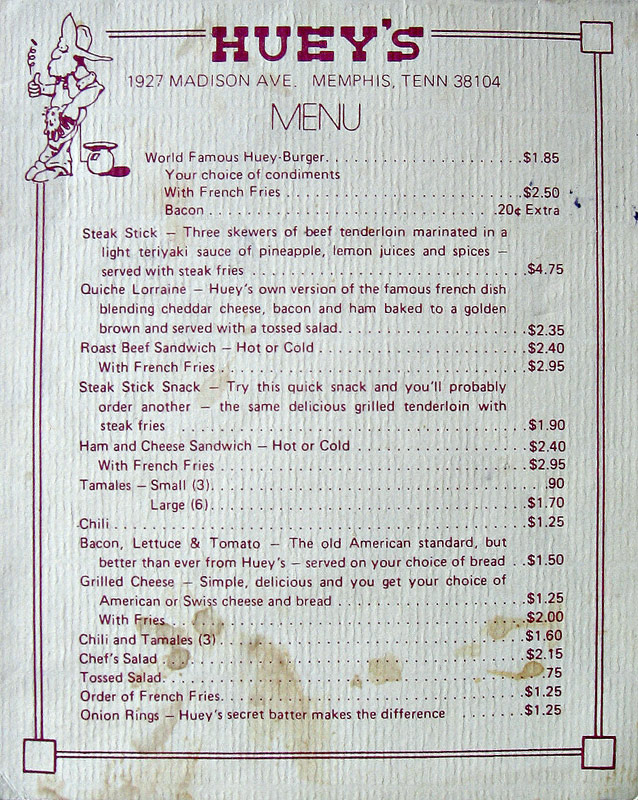 HUEY'S
1927 MADISON AVE. MEMPHIS, TENN 38104
MENU
World Famous Huey-Burger. . . . . . . . . . . . . . . . . . . . . . . $1.85
Your choice of condiments
With French Fries . . . . . . . . . . . . . . . . . . . . . . . . . $2.50
Bacon . . . . . . . . . . . . . . . . . . . . . . . . . . . . . . .20¢ Extra
Steak Stick — Three skewers of beef tenderloin marinated in a
light teriyaki sauce of pineapple, lemon juices and spices —
served with steak fries . . . . . . . . . . . . . . . . . . . . . . . . . $4.75
Quiche Lorraine — Huey's own version of the famous french dish
blending cheddar cheese, bacon and ham baked to a golden
brown and served with a tossed salad. . . . . . . . . . . . . . . . . $2.35
Roast Beef Sandwich — Hot or Cold . . . . . . . . . . . . . . . . . . . $2.40
With French Fries . . . . . . . . . . . . . . . . . . . . . . . . . . . . $2.95
Steak Stick Snack — Try this quick snack and you'll probably
order another — the same delicious grilled tenderloin with
steak fries . . . . . . . . . . . . . . . . . . . . . . . . . . . . . . . $1.90
Ham and Cheese Sandwich — Hot or Cold . . . . . . . . . . . . . . . . $2.40
With French Fries . . . . . . . . . . . . . . . . . . . . . . . . . . . . $2.95
Tamales — Small (3). . . . . . . . . . . . . . . . . . . . . . . . . . . . .90
Large (6). . . . . . . . . . . . . . . . . . . . . . . . . . . . . $1.70
Chili . . . . . . . . . . . . . . . . . . . . . . . . . . . . . . . . . . . . $1.25
Bacon, Lettuce & Tomato — The old American standard, but
better than ever from Huey's — served on your choice of bread . . $1.50
Grilled Cheese — Simple, delicious and you get your choice of
American or Swiss cheese and bread . . . . . . . . . . . . . . . . . $1.25
With Fries . . . . . . . . . . . . . . . . . . . . . . . . . . . . . . . . $2.00
Chili and Tamales (3) . . . . . . . . . . . . . . . . . . . . . . . . . . . $1.60
Chef's Salad . . . . . . . . . . . . . . . . . . . . . . . . . . . . . . . . $2.15
Tossed Salad. . . . . . . . . . . . . . . . . . . . . . . . . . . . . . . . .75
Order of French Fries. . . . . . . . . . . . . . . . . . . . . . . . . . . $1.25
Onion Rings — Huey's secret batter makes the difference . . . . . . . $1.25